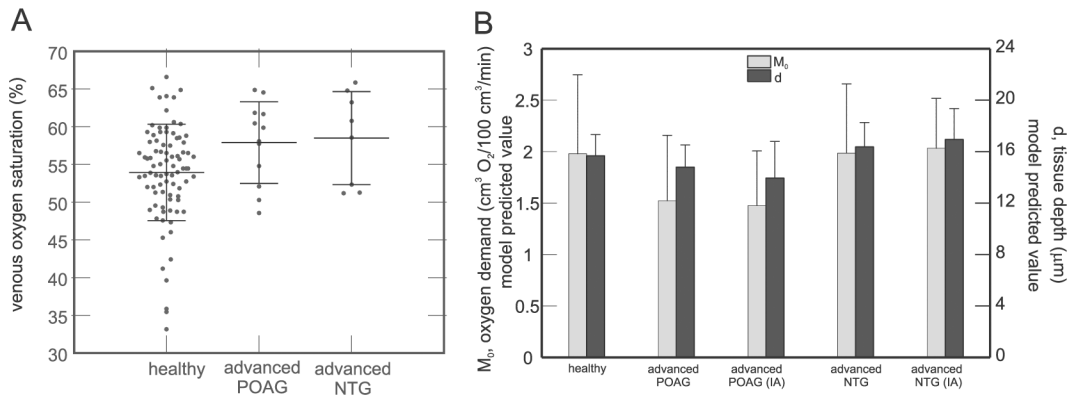 A
venous oxygen saturation (%)
70
65
60
55
50
45
40
35
30
healthy
advanced
POAG
advanced
NTG
B
M₀, oxygen demand (cm³ O₂/100 cm³/min)
model predicted value
3
2.5
2
1.5
1
0.5
0
M₀
d
24
20
16
12
8
4
0
d, tissue depth (μm)
model predicted value
healthy
advanced
POAG
advanced
POAG (IA)
advanced
NTG
advanced
NTG (IA)